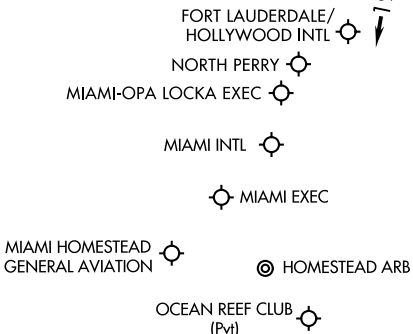 FORT LAUDERDALE/
HOLLYWOOD INTL
NORTH PERRY
MIAMI-OPA LOCKA EXEC
MIAMI INTL
MIAMI EXEC
MIAMI HOMESTEAD
GENERAL AVIATION
HOMESTEAD ARB
OCEAN REEF CLUB
(Pvt)